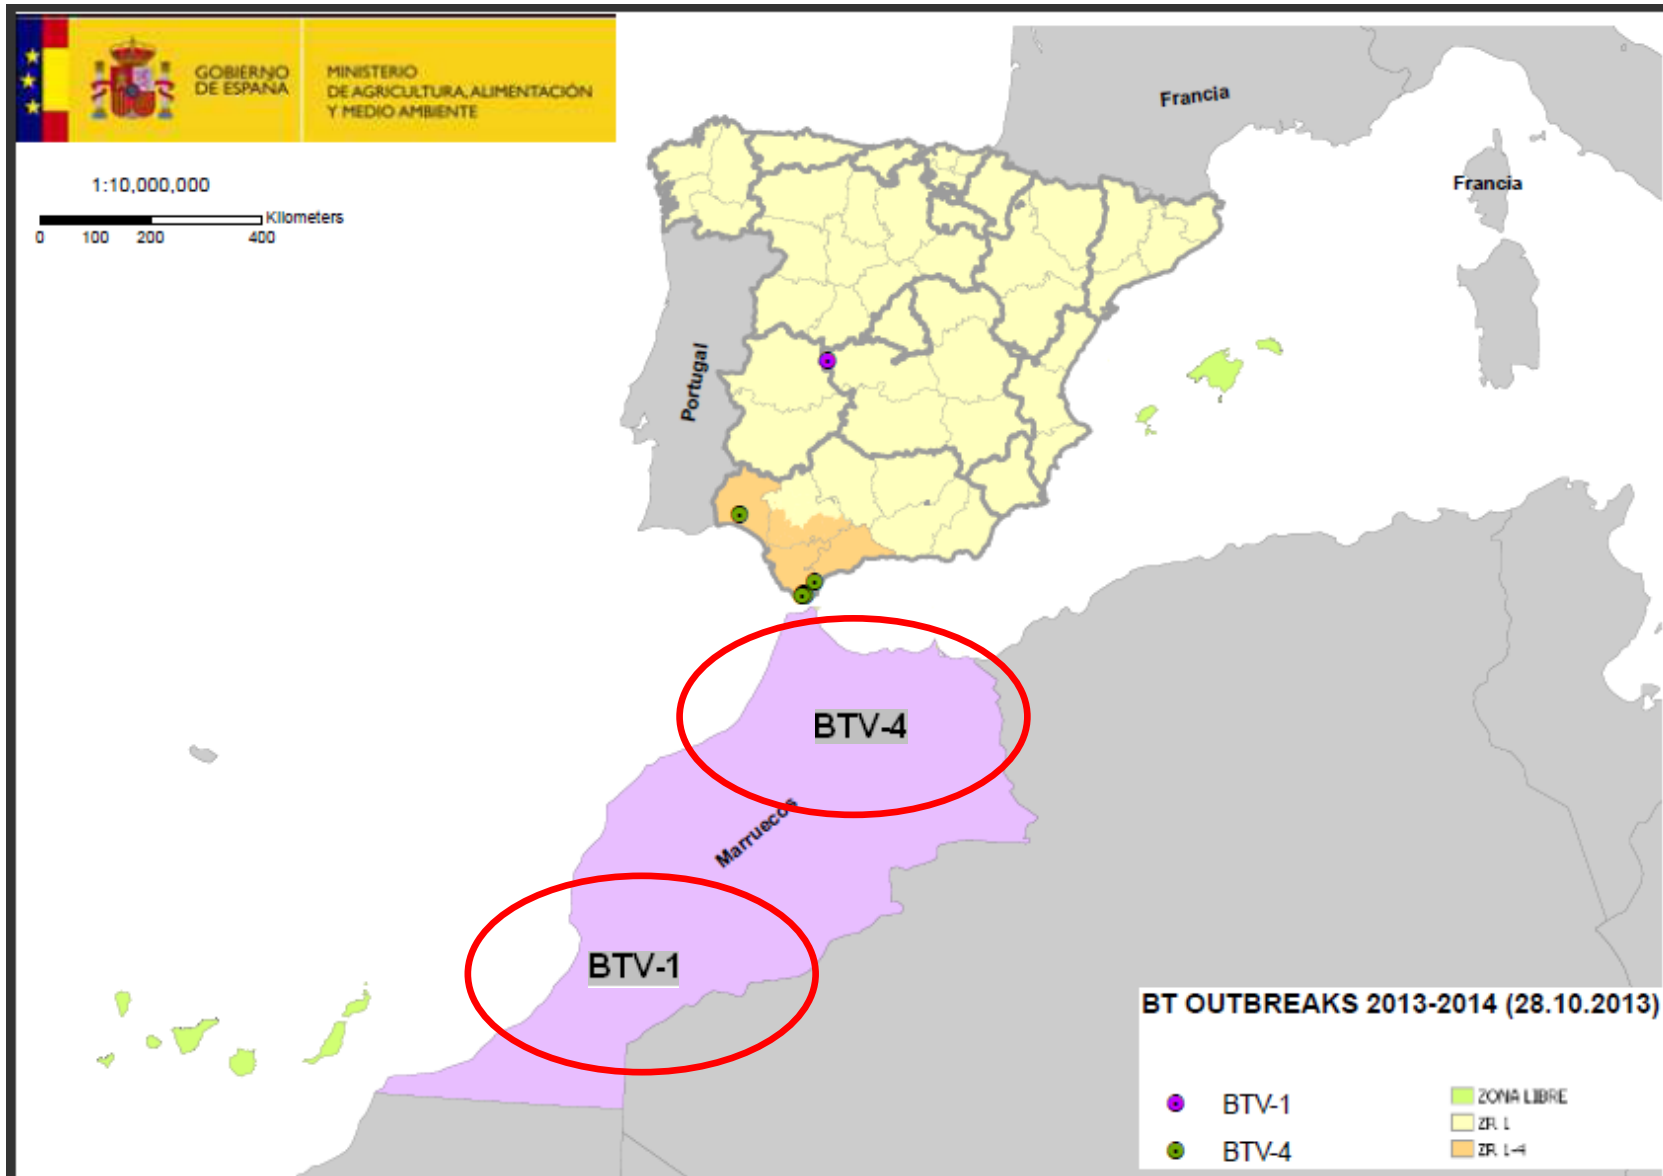 GOBIERNO
DE ESPAÑA
MINISTERIO
DE AGRICULTURA, ALIMENTACIÓN
Y MEDIO AMBIENTE
1:10,000,000
Kilometers
0 100 200 400
Francia
Francia
Portugal
BTV-4
Marruecos
BTV-1
BT OUTBREAKS 2013-2014 (28.10.2013)
BTV-1
BTV-4
ZONA LIBRE
ZR 1
ZR 1-4